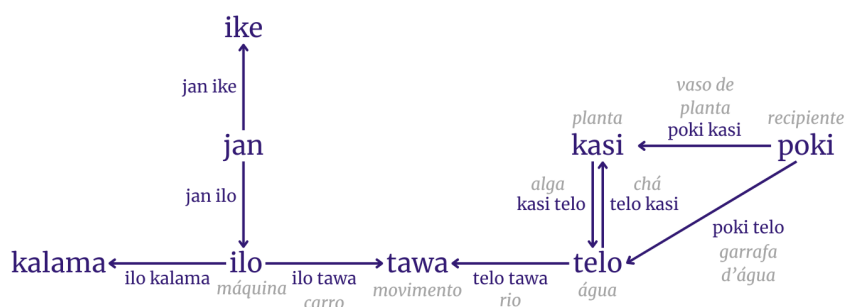 ike
jan ike
jan
jan ilo
kalama
ilo kalama
ilo
máquina
ilo tawa
carro
tawa
movimento
telo tawa
rio
telo
água
planta
kasi
alga
kasi telo
chá
telo kasi
vaso de
planta
poki kasi
recipiente
poki
poki telo
garrafa
d'água